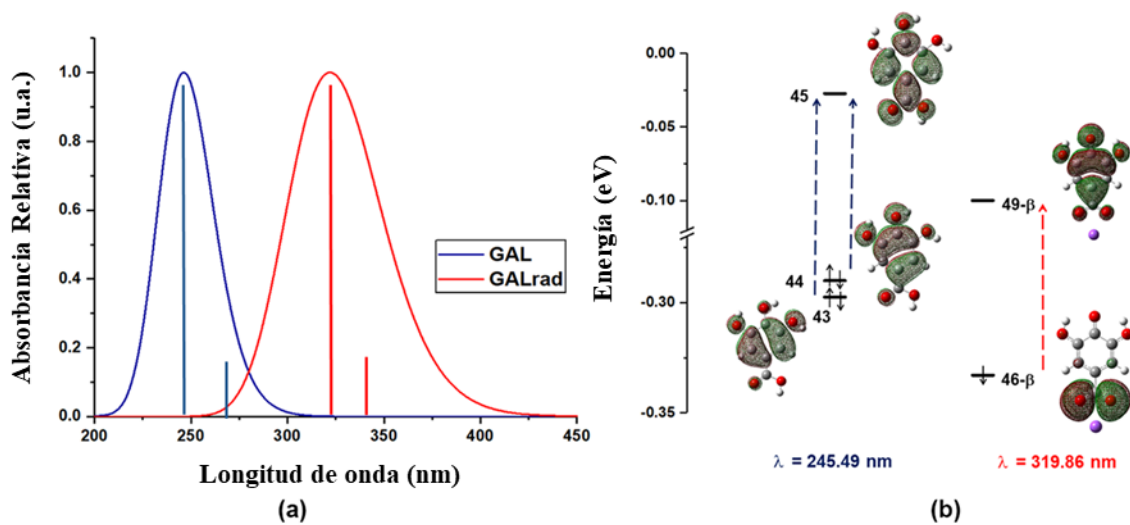 Absorbancia Relativa (u.a.)
1.0
0.8
0.6
0.4
0.2
0.0
200
250
300
350
400
450
Longitud de onda (nm)
GAL
GALrad
(a)
Energía (eV)
0.00
-0.05
-0.10
-0.30
-0.35
45
44
43
49-β
46-β
λ = 245.49 nm
λ = 319.86 nm
(b)